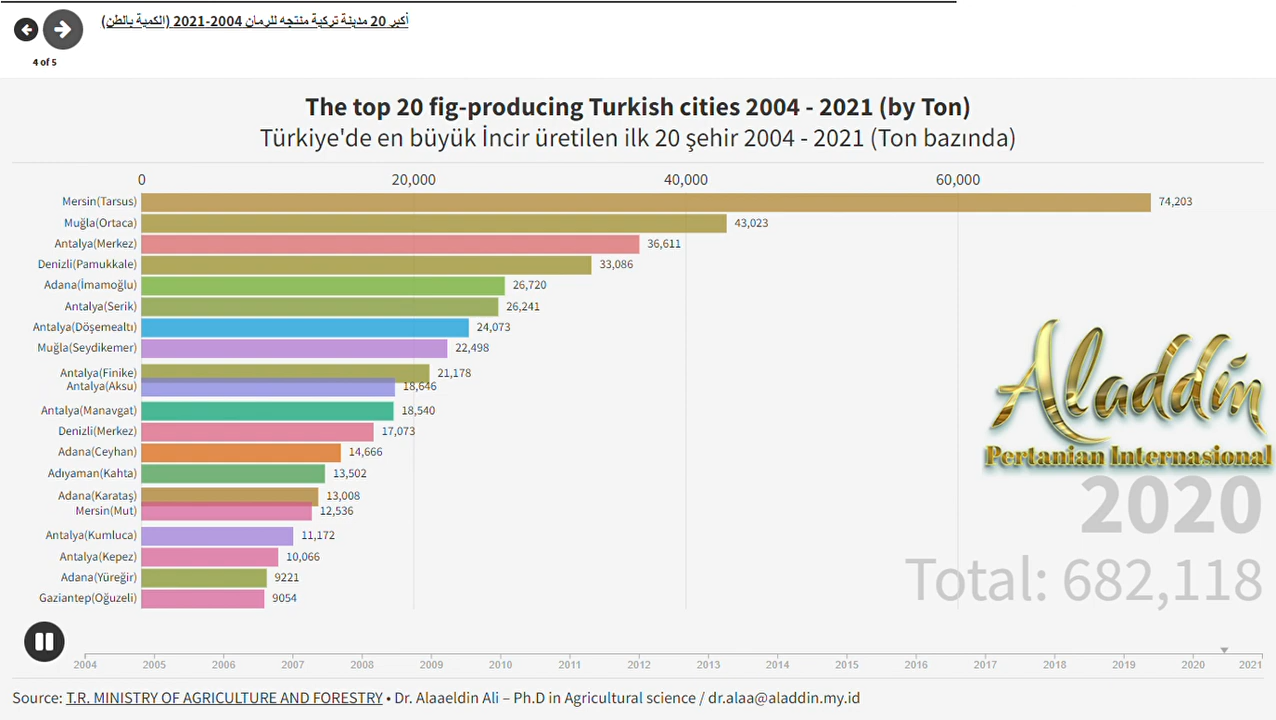 أكبر 20 مدينة تركية منتجه للرمان 2004-2021 (الكمية بالطن)
4 of 5
The top 20 fig-producing Turkish cities 2004 - 2021 (by Ton)
Türkiye'de en büyük İncir üretilen ilk 20 şehir 2004 - 2021 (Ton bazında)
0 20,000 40,000 60,000
Mersin(Tarsus) 74,203
Muğla(Ortaca) 43,023
Antalya(Merkez) 36,611
Denizli(Pamukkale) 33,086
Adana(İmamoğlu) 26,720
Antalya(Serik) 26,241
Antalya(Döşemealtı) 24,073
Muğla(Seydikemer) 22,498
Antalya(Finike) 21,178
Antalya(Aksu) 18,646
Antalya(Manavgat) 18,540
Denizli(Merkez) 17,073
Adana(Ceyhan) 14,666
Adıyaman(Kahta) 13,502
Adana(Karataş) 13,008
Mersin(Mut) 12,536
Antalya(Kumluca) 11,172
Antalya(Kepez) 10,066
Adana(Yüreğir) 9221
Gaziantep(Oğuzeli) 9054
Aladdin
Pertanian Internasional
2020
Total: 682,118
2004 2005 2006 2007 2008 2009 2010 2011 2012 2013 2014 2015 2016 2017 2018 2019 2020 2021
Source: T.R. MINISTRY OF AGRICULTURE AND FORESTRY • Dr. Alaaeldin Ali – Ph.D in Agricultural science / dr.alaa@aladdin.my.id